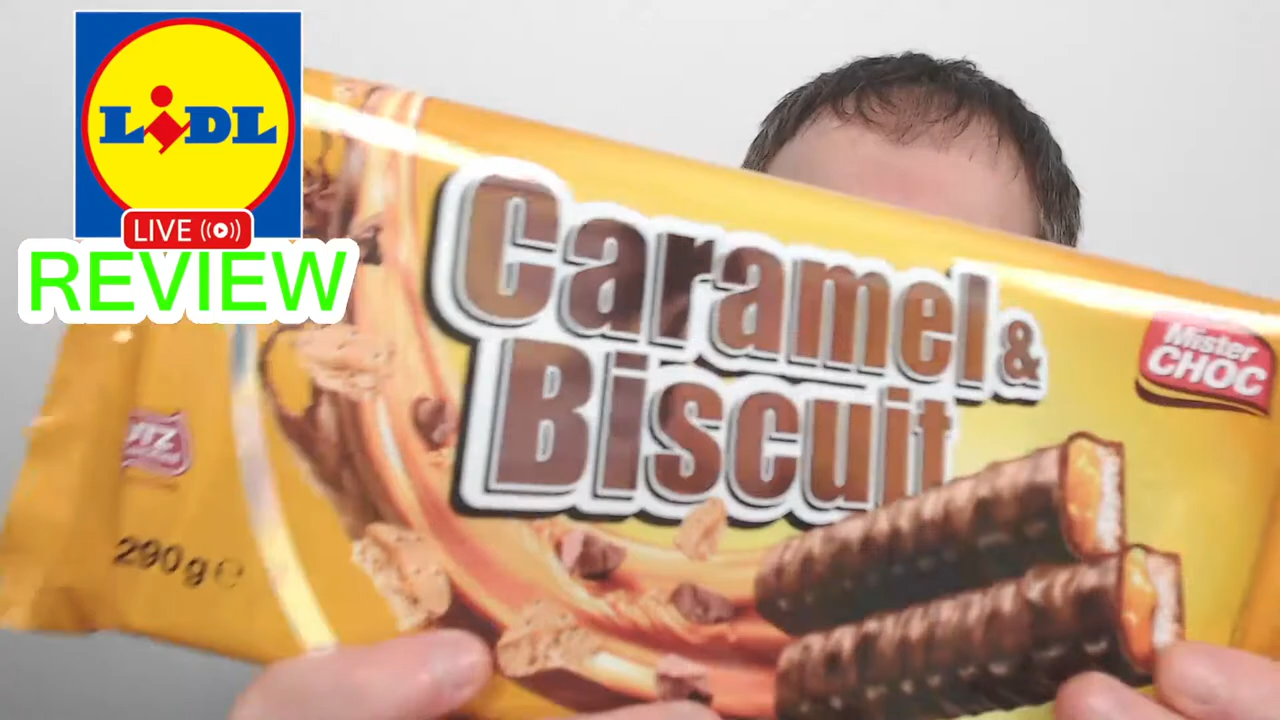 LiDL
LIVE
REVIEW
Caramel &
Biscuit
Mister
CHOC
290g e